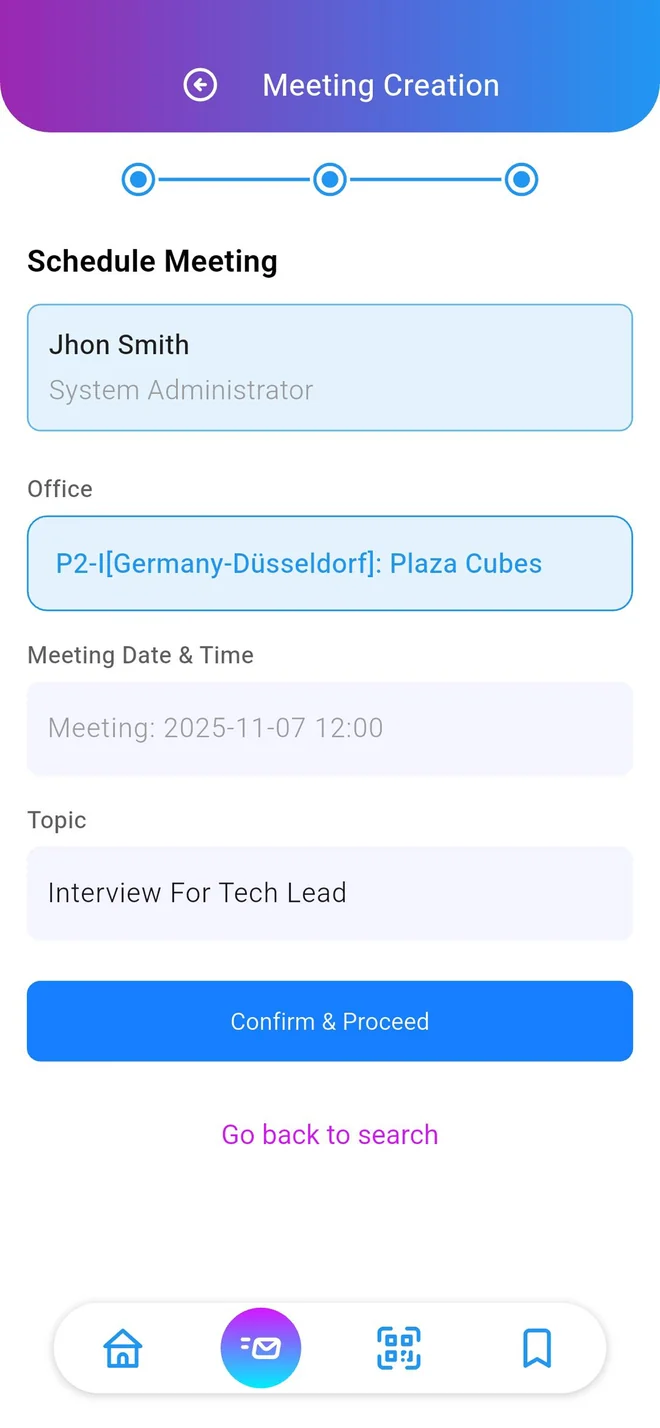 Meeting Creation
Schedule Meeting
Jhon Smith
System Administrator
Office
P2-I[Germany-Düsseldorf]: Plaza Cubes
Meeting Date & Time
Meeting: 2025-11-07 12:00
Topic
Interview For Tech Lead
Confirm & Proceed
Go back to search